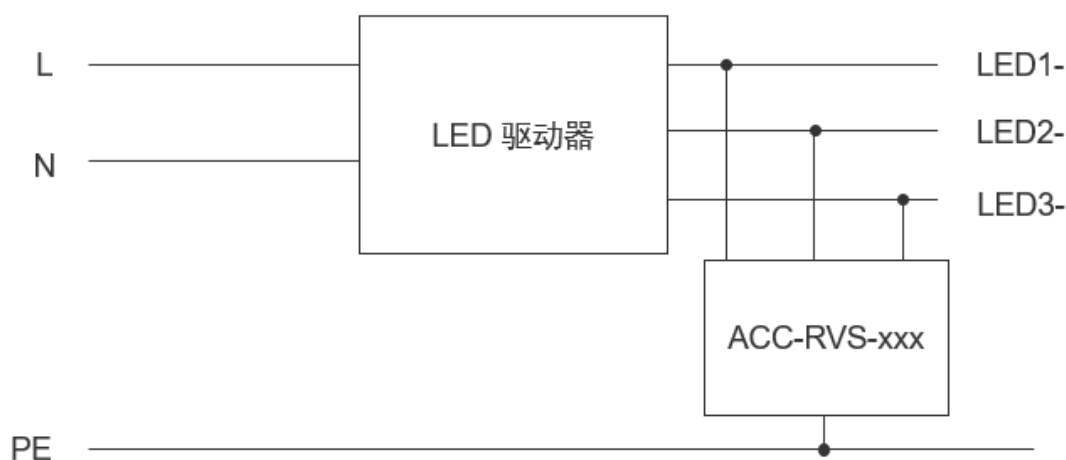 L
N
LED 驱动器
LED1-
LED2-
LED3-
ACC-RVS-xxx
PE